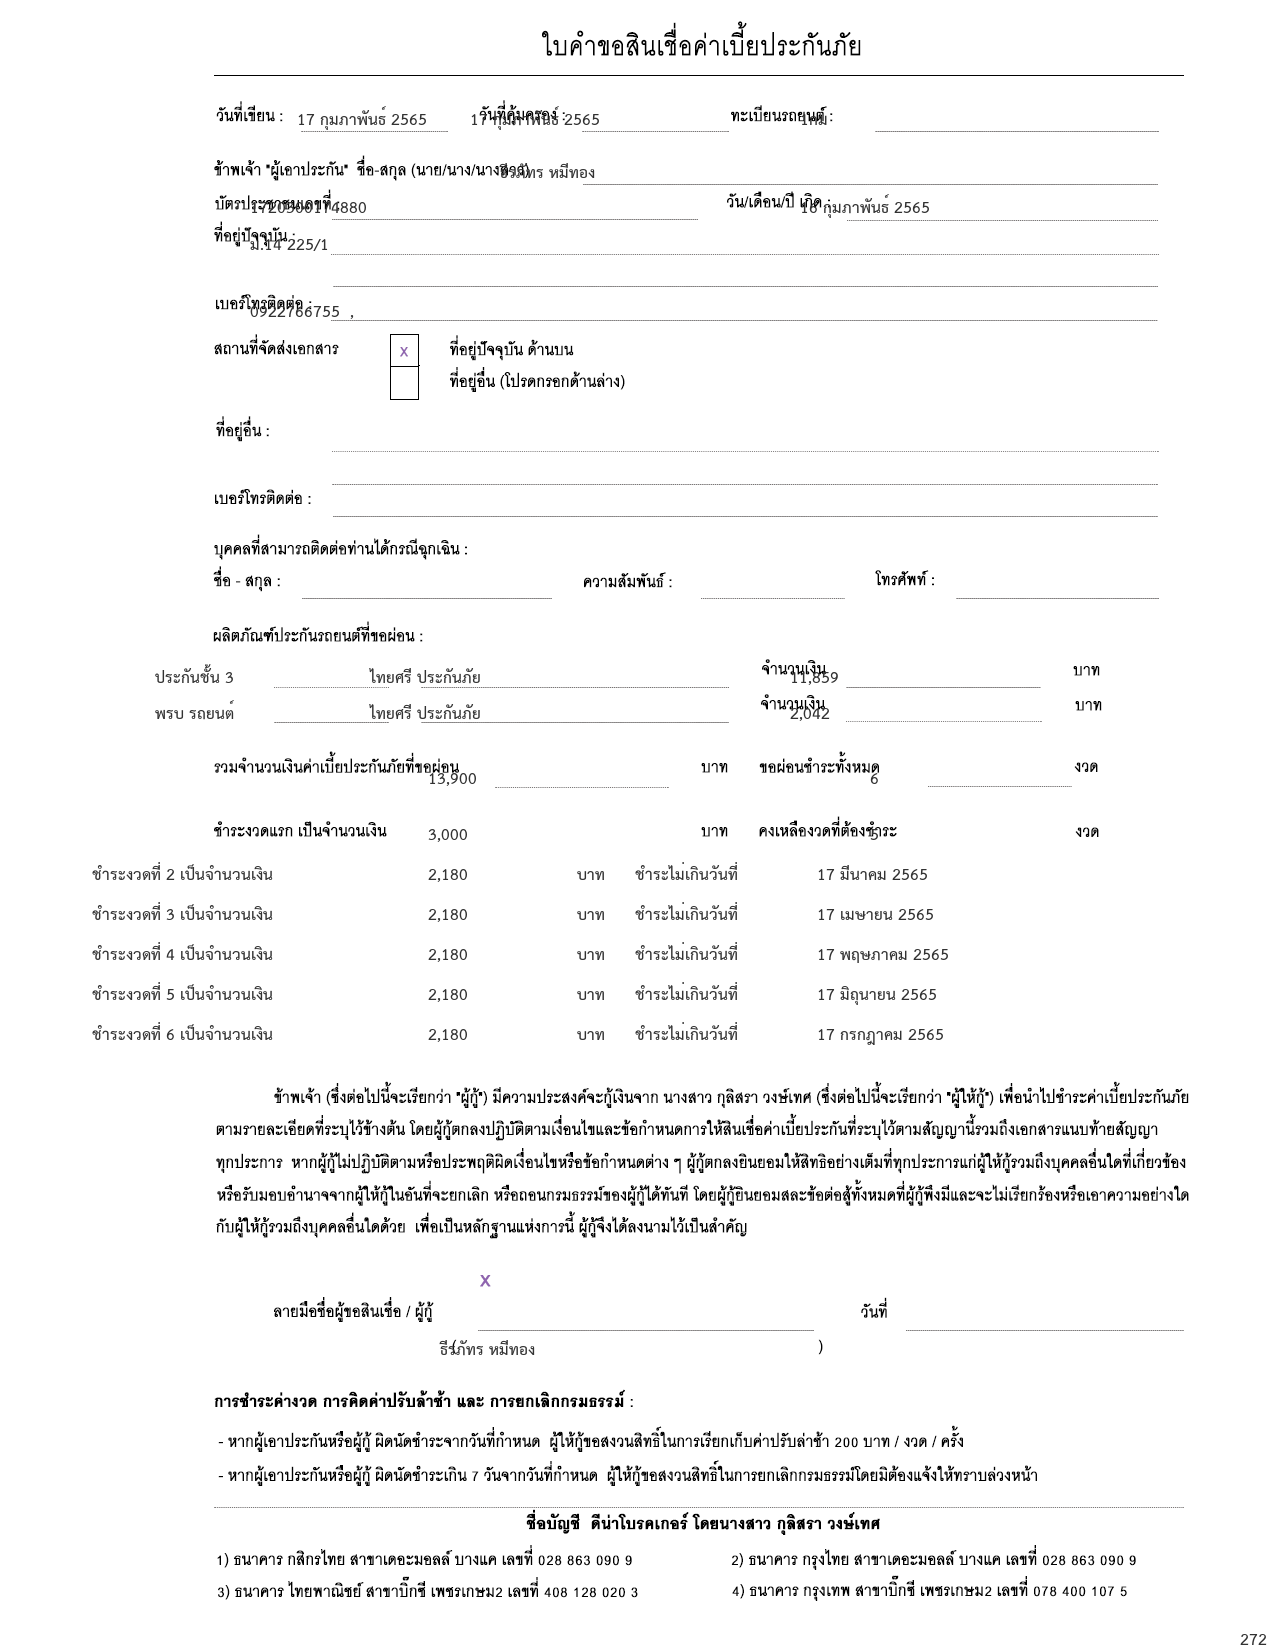 ใบคำขอสินเชื่อค่าเบี้ยประกันภัย
วันที่เขียน : 17 กุมภาพันธ์ 2565 วันที่คุ้มครอง : 17 กุมภาพันธ์ 2565 ทะเบียนรถยนต์ :
ข้าพเจ้า "ผู้เอาประกัน" ชื่อ-สกุล (นาย/นาง/นางสาว) ธีรภัทร หมีทอง
บัตรประชาชนเลขที่ : 1720300174880 วัน/เดือน/ปี เกิด : 16 กุมภาพันธ์ 2565
ที่อยู่ปัจจุบัน : ม.14 225/1
เบอร์โทรติดต่อ : 0922766755 ,
สถานที่จัดส่งเอกสาร x ที่อยู่ปัจจุบัน ด้านบน
ที่อยู่อื่น (โปรดกรอกด้านล่าง)
ที่อยู่อื่น :
เบอร์โทรติดต่อ :
บุคคลที่สามารถติดต่อท่านได้กรณีฉุกเฉิน :
ชื่อ - สกุล : ความสัมพันธ์ : โทรศัพท์ :
ผลิตภัณฑ์ประกันรถยนต์ที่ขอผ่อน :
ประกันชั้น 3 ไทยศรี ประกันภัย จำนวนเงิน 11,859 บาท
พรบ รถยนต์ ไทยศรี ประกันภัย จำนวนเงิน 2,042 บาท
รวมจำนวนเงินค่าเบี้ยประกันภัยที่ขอผ่อน 13,900 บาท ขอผ่อนชำระทั้งหมด 6 งวด
ชำระงวดแรก เป็นจำนวนเงิน 3,000 บาท คงเหลืองวดที่ต้องชำระ 5 งวด
ชำระงวดที่ 2 เป็นจำนวนเงิน 2,180 บาท ชำระไม่เกินวันที่ 17 มีนาคม 2565
ชำระงวดที่ 3 เป็นจำนวนเงิน 2,180 บาท ชำระไม่เกินวันที่ 17 เมษายน 2565
ชำระงวดที่ 4 เป็นจำนวนเงิน 2,180 บาท ชำระไม่เกินวันที่ 17 พฤษภาคม 2565
ชำระงวดที่ 5 เป็นจำนวนเงิน 2,180 บาท ชำระไม่เกินวันที่ 17 มิถุนายน 2565
ชำระงวดที่ 6 เป็นจำนวนเงิน 2,180 บาท ชำระไม่เกินวันที่ 17 กรกฎาคม 2565
ข้าพเจ้า (ซึ่งต่อไปนี้จะเรียกว่า "ผู้กู้") มีความประสงค์จะกู้เงินจาก นางสาว กุลิสรา วงษ์เทศ (ซึ่งต่อไปนี้จะเรียกว่า "ผู้ให้กู้") เพื่อนำไปชำระค่าเบี้ยประกันภัย
ตามรายละเอียดที่ระบุไว้ข้างต้น โดยผู้กู้ตกลงปฏิบัติตามเงื่อนไขและข้อกำหนดการให้สินเชื่อค่าเบี้ยประกันที่ระบุไว้ตามสัญญานี้รวมถึงเอกสารแนบท้ายสัญญา
ทุกประการ หากผู้กู้ไม่ปฏิบัติตามหรือประพฤติผิดเงื่อนไขหรือข้อกำหนดต่าง ๆ ผู้กู้ตกลงยินยอมให้สิทธิอย่างเต็มที่ทุกประการแก่ผู้ให้กู้รวมถึงบุคคลอื่นใดที่เกี่ยวข้อง
หรือรับมอบอำนาจจากผู้ให้กู้ในอันที่จะยกเลิก หรือถอนกรมธรรม์ของผู้กู้ได้ทันที โดยผู้กู้ยินยอมสละข้อต่อสู้ทั้งหมดที่ผู้กู้พึงมีและจะไม่เรียกร้องหรือเอาความอย่างใด
กับผู้ให้กู้รวมถึงบุคคลอื่นใดด้วย เพื่อเป็นหลักฐานแห่งการนี้ ผู้กู้จึงได้ลงนามไว้เป็นสำคัญ
x
ลายมือชื่อผู้ขอสินเชื่อ / ผู้กู้ วันที่
( ธีรภัทร หมีทอง )
การชำระค่างวด การคิดค่าปรับล้าช้า และ การยกเลิกกรมธรรม์ :
- หากผู้เอาประกันหรือผู้กู้ ผิดนัดชำระจากวันที่กำหนด ผู้ให้กู้ขอสงวนสิทธิ์ในการเรียกเก็บค่าปรับล่าช้า 200 บาท / งวด / ครั้ง
- หากผู้เอาประกันหรือผู้กู้ ผิดนัดชำระเกิน 7 วันจากวันที่กำหนด ผู้ให้กู้ขอสงวนสิทธิ์ในการยกเลิกกรมธรรม์โดยมิต้องแจ้งให้ทราบล่วงหน้า
ชื่อบัญชี ดีน่าโบรคเกอร์ โดยนางสาว กุลิสรา วงษ์เทศ
1) ธนาคาร กสิกรไทย สาขาเดอะมอลล์ บางแค เลขที่ 028 863 090 9 2) ธนาคาร กรุงไทย สาขาเดอะมอลล์ บางแค เลขที่ 028 863 090 9
3) ธนาคาร ไทยพาณิชย์ สาขาบิ๊กซี เพชรเกษม2 เลขที่ 408 128 020 3 4) ธนาคาร กรุงเทพ สาขาบิ๊กซี เพชรเกษม2 เลขที่ 078 400 107 5
272